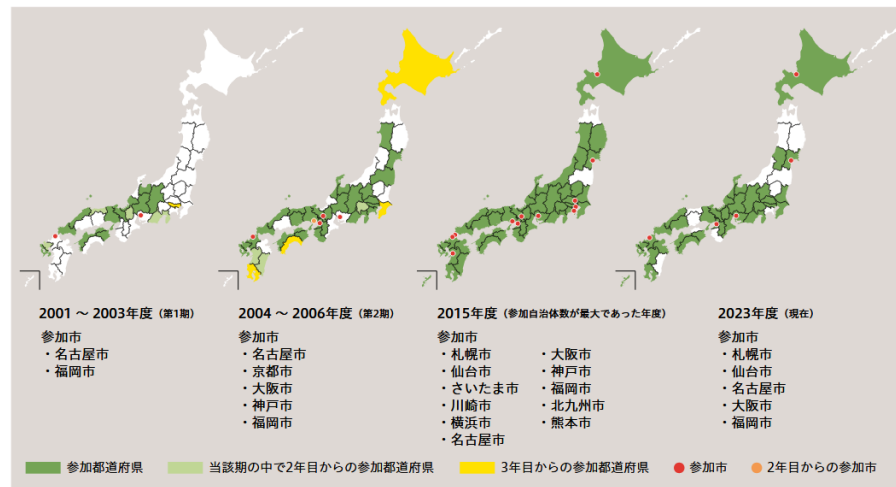 2001 ～ 2003年度（第1期）
参加市
・名古屋市
・福岡市
2004 ～ 2006年度（第2期）
参加市
・名古屋市
・京都市
・大阪市
・神戸市
・福岡市
2015年度（参加自治体数が最大であった年度）
参加市
・札幌市
・仙台市
・さいたま市
・川崎市
・横浜市
・名古屋市
・大阪市
・神戸市
・福岡市
・北九州市
・熊本市
2023年度（現在）
参加市
・札幌市
・仙台市
・名古屋市
・大阪市
・福岡市
参加都道府県
当該期の中で2年目からの参加都道府県
3年目からの参加都道府県
参加市
2年目からの参加市